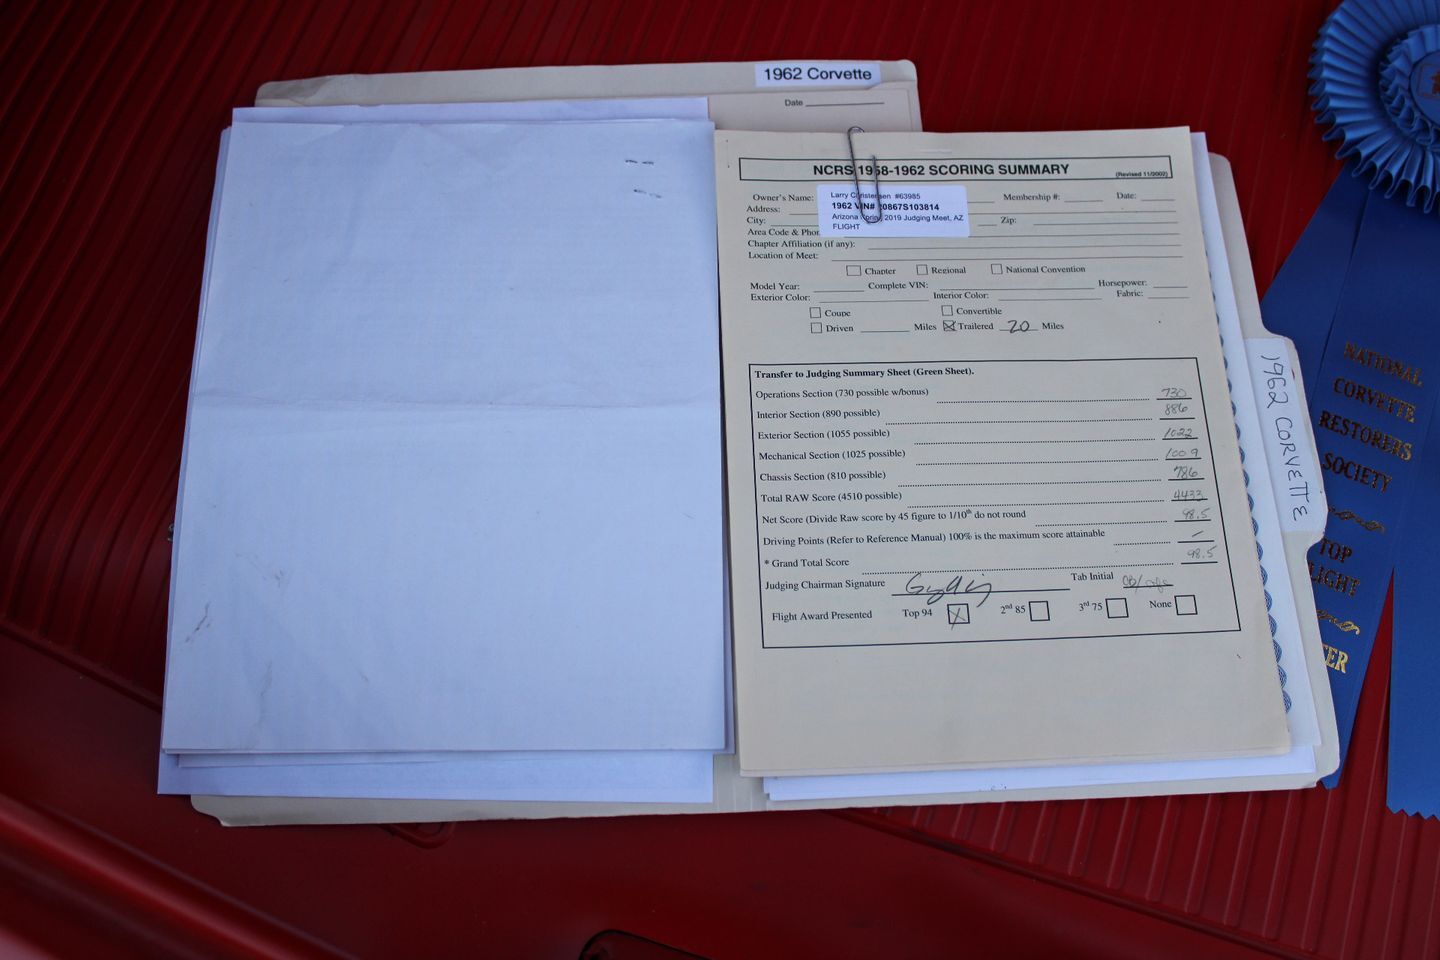 1962 Corvette
Date
NCRS 1958-1962 SCORING SUMMARY
(Revised 11/2002)
Owner's Name: Membership #: Date:
Larry Christensen #63985
1962 VIN# 20867S103814
Arizona Spring 2019 Judging Meet, AZ
FLIGHT
Address:
City: Zip:
Area Code & Phon
Chapter Affiliation (if any):
Location of Meet:
Chapter Regional National Convention
Model Year: Complete VIN: Horsepower:
Exterior Color: Interior Color: Fabric:
Coupe Convertible
Driven Miles Trailered 20 Miles
Transfer to Judging Summary Sheet (Green Sheet).
Operations Section (730 possible w/bonus) 730
Interior Section (890 possible) 886
Exterior Section (1055 possible) 1022
Mechanical Section (1025 possible) 1009
Chassis Section (810 possible) 786
Total RAW Score (4510 possible) 4433
Net Score (Divide Raw score by 45 figure to 1/10th do not round 98.5
Driving Points (Refer to Reference Manual) 100% is the maximum score attainable
* Grand Total Score 98.5
Judging Chairman Signature Tab Initial
Flight Award Presented Top 94 2nd 85 3rd 75 None
1962 CORVETTE
NATIONAL
CORVETTE
RESTORERS
SOCIETY
TOP
LIGHT
TER